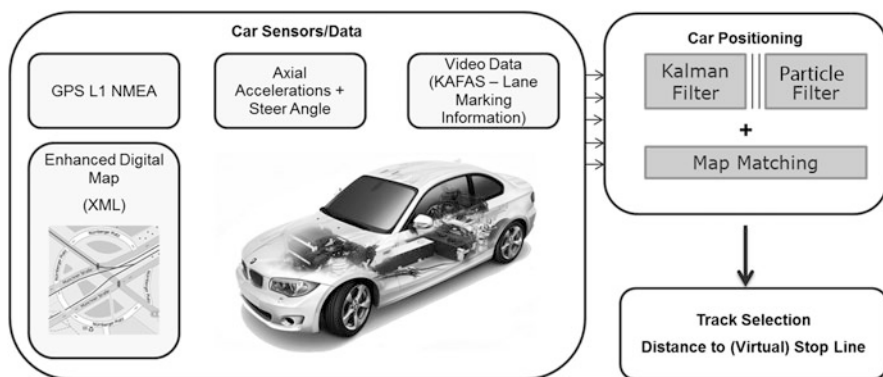 Car Sensors/Data
GPS L1 NMEA
Axial
Accelerations +
Steer Angle
Video Data
(KAFAS – Lane
Marking
Information)
Enhanced Digital
Map
(XML)
Car Positioning
Kalman
Filter
Particle
Filter
+
Map Matching
Track Selection
Distance to (Virtual) Stop Line